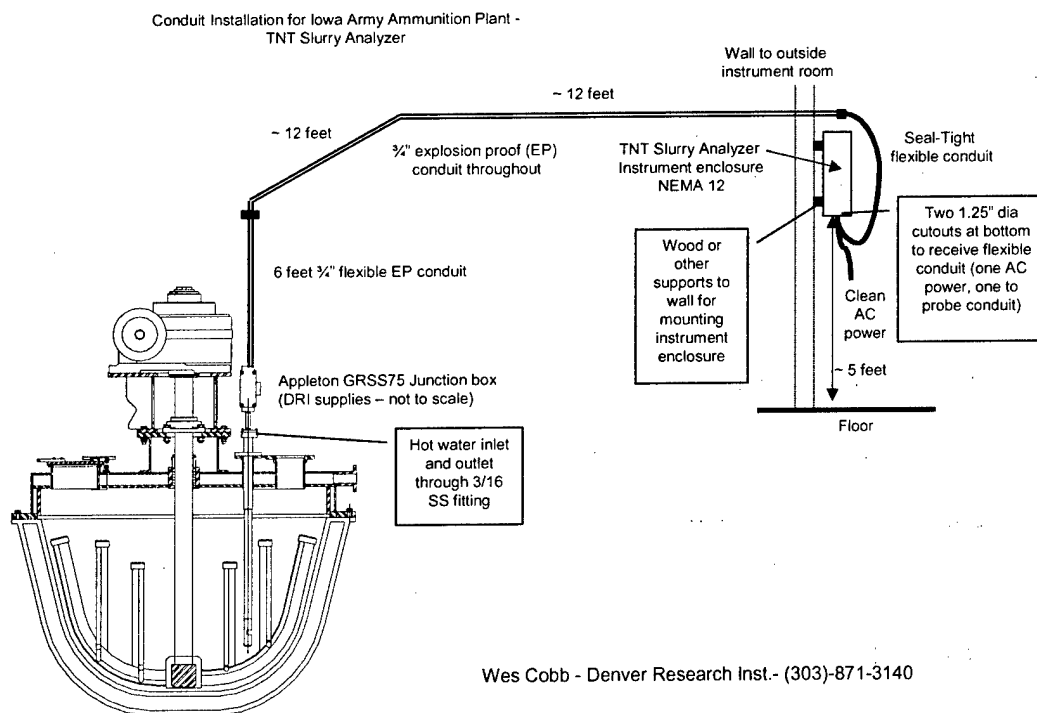 Conduit Installation for Iowa Army Ammunition Plant -
TNT Slurry Analyzer
Wall to outside
instrument room
~ 12 feet
~ 12 feet
¾" explosion proof (EP)
conduit throughout
TNT Slurry Analyzer
Instrument enclosure
NEMA 12
Seal-Tight
flexible conduit
6 feet ¾" flexible EP conduit
Wood or
other
supports to
wall for
mounting
instrument
enclosure
Clean
AC
power
Two 1.25" dia
cutouts at bottom
to receive flexible
conduit (one AC
power, one to
probe conduit)
~ 5 feet
Floor
Appleton GRSS75 Junction box
(DRI supplies – not to scale)
Hot water inlet
and outlet
through 3/16
SS fitting
Wes Cobb - Denver Research Inst.- (303)-871-3140